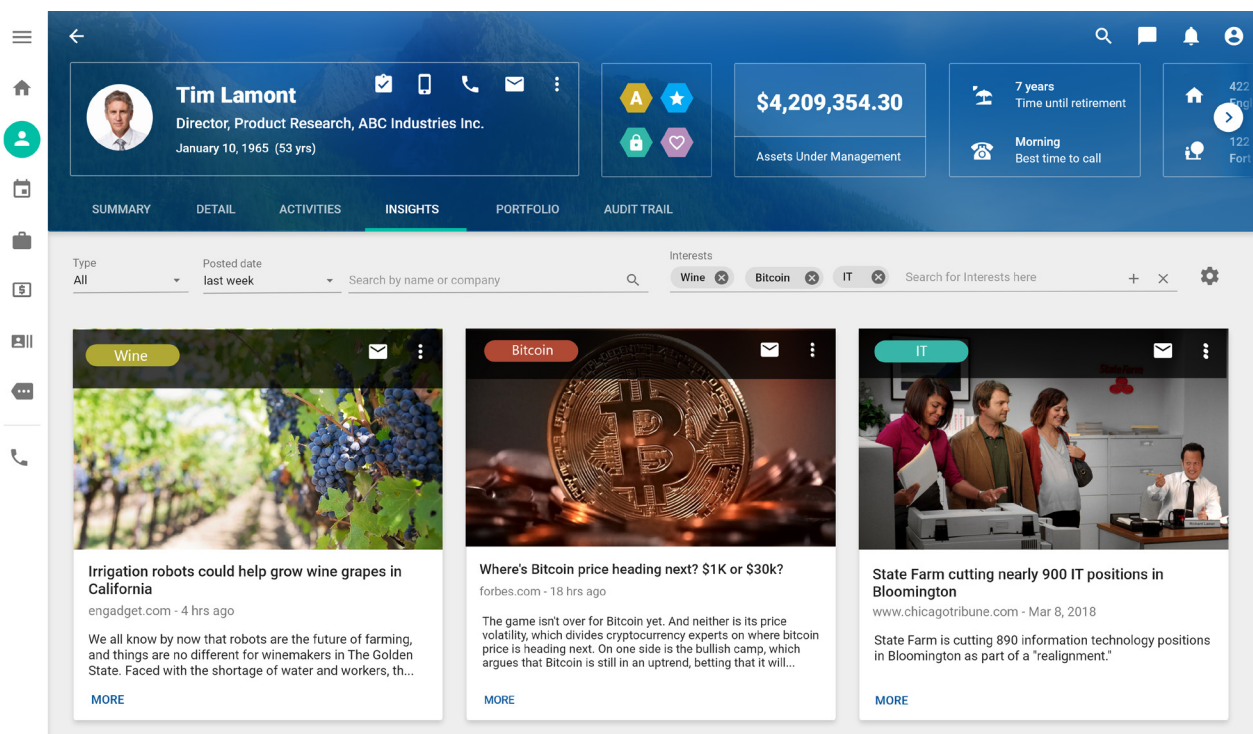 Tim Lamont
Director, Product Research, ABC Industries Inc.
January 10, 1965 (53 yrs)
A
$4,209,354.30
Assets Under Management
7 years
Time until retirement
Morning
Best time to call
422
Engl
122
Fort
SUMMARY
DETAIL
ACTIVITIES
INSIGHTS
PORTFOLIO
AUDIT TRAIL
Type
All
Posted date
last week
Search by name or company
Interests
Wine
Bitcoin
IT
Search for Interests here
Wine
Irrigation robots could help grow wine grapes in
California
engadget.com - 4 hrs ago
We all know by now that robots are the future of farming,
and things are no different for winemakers in The Golden
State. Faced with the shortage of water and workers, th...
MORE
Bitcoin
Where's Bitcoin price heading next? $1K or $30k?
forbes.com - 18 hrs ago
The game isn't over for Bitcoin yet. And neither is its price
volatility, which divides cryptocurrency experts on where bitcoin
price is heading next. On one side is the bullish camp, which
argues that Bitcoin is still in an uptrend, betting that it will...
MORE
IT
State Farm
State Farm cutting nearly 900 IT positions in
Bloomington
www.chicagotribune.com - Mar 8, 2018
State Farm is cutting 890 information technology positions
in Bloomington as part of a "realignment."
MORE